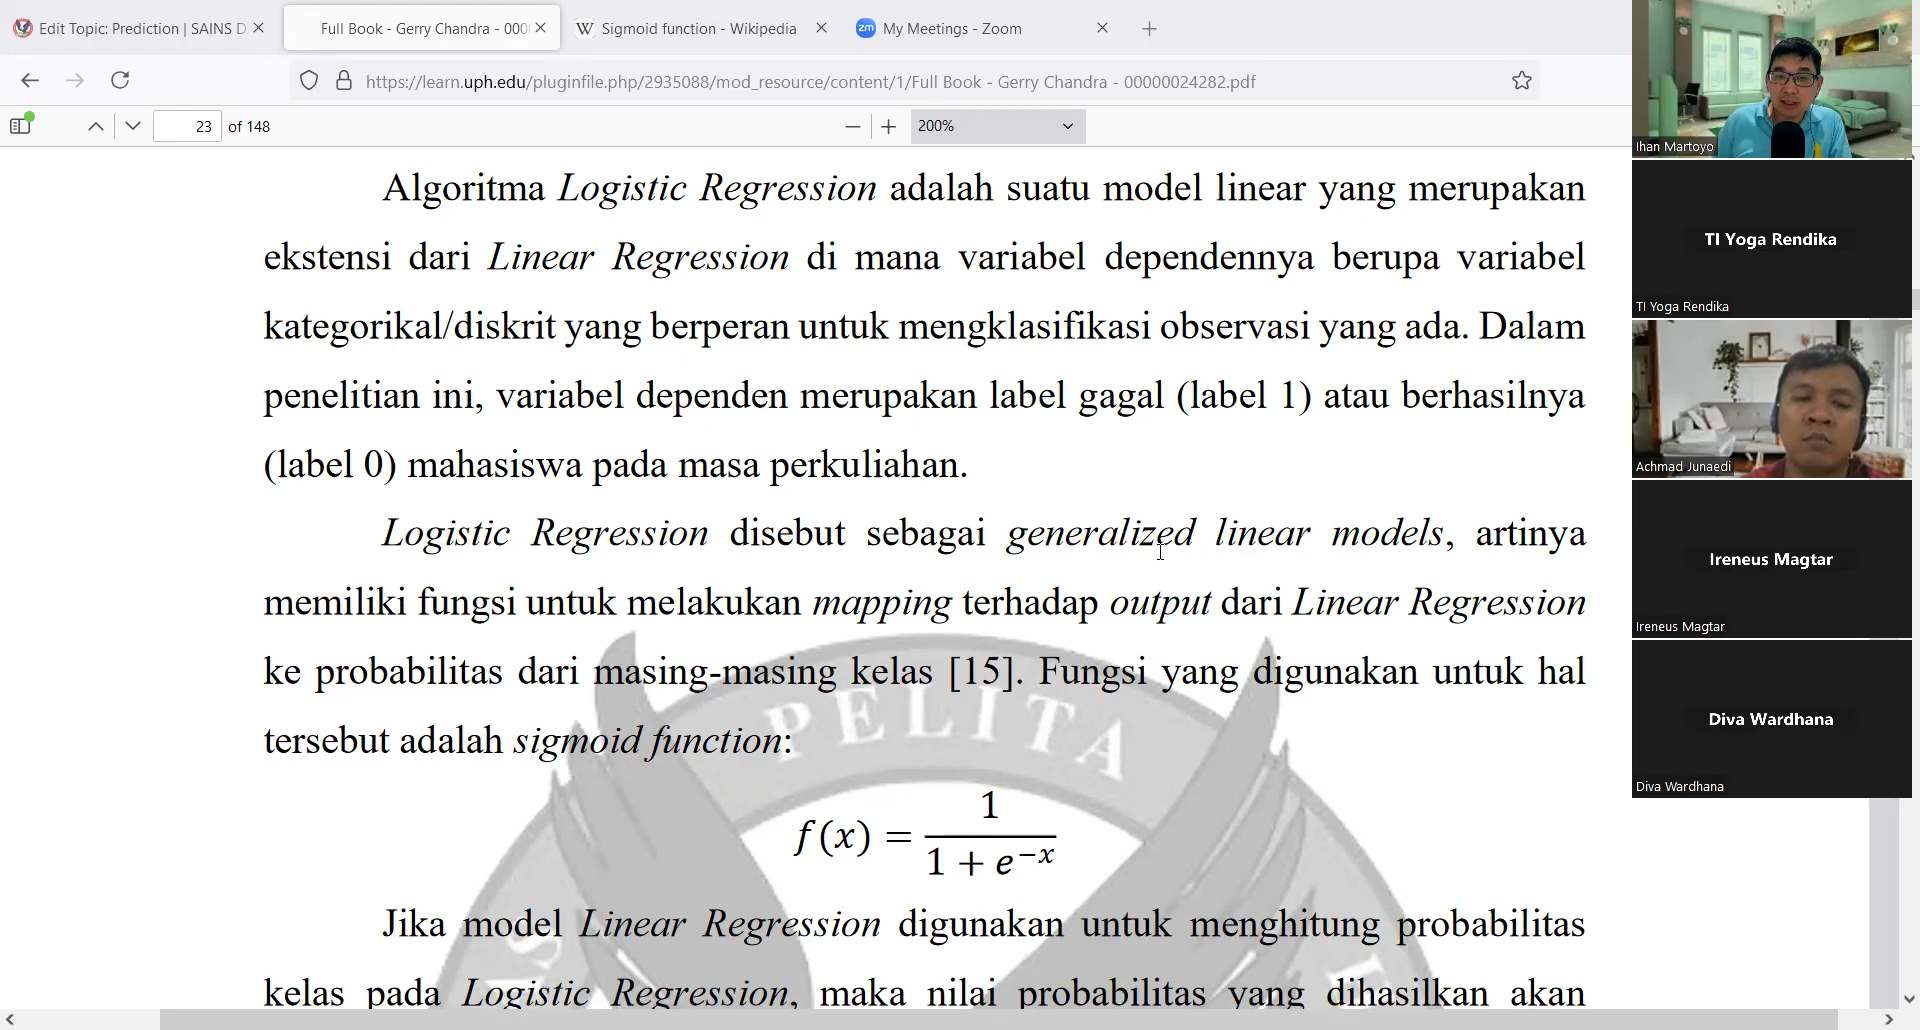 Edit Topic: Prediction | SAINS D
Full Book - Gerry Chandra - 000
Sigmoid function - Wikipedia
zm My Meetings - Zoom
https://learn.uph.edu/pluginfile.php/2935088/mod_resource/content/1/Full Book - Gerry Chandra - 00000024282.pdf
23 of 148
200%
Algoritma Logistic Regression adalah suatu model linear yang merupakan
ekstensi dari Linear Regression di mana variabel dependennya berupa variabel
kategorikal/diskrit yang berperan untuk mengklasifikasi observasi yang ada. Dalam
penelitian ini, variabel dependen merupakan label gagal (label 1) atau berhasilnya
(label 0) mahasiswa pada masa perkuliahan.
Logistic Regression disebut sebagai generalized linear models, artinya
memiliki fungsi untuk melakukan mapping terhadap output dari Linear Regression
ke probabilitas dari masing-masing kelas [15]. Fungsi yang digunakan untuk hal
tersebut adalah sigmoid function:
PELITA
f(x) = 1 / (1 + e^−x)
Jika model Linear Regression digunakan untuk menghitung probabilitas
kelas pada Logistic Regression, maka nilai probabilitas yang dihasilkan akan
Ihan Martoyo
TI Yoga Rendika
TI Yoga Rendika
Achmad Junaedi
Ireneus Magtar
Ireneus Magtar
Diva Wardhana
Diva Wardhana